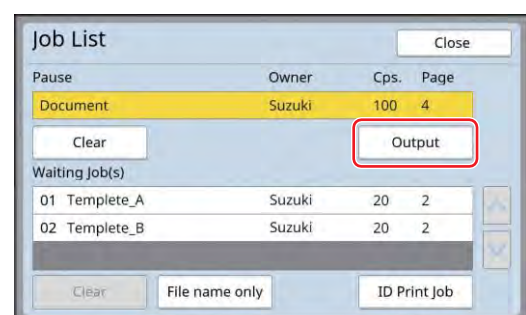 Job List Close
Pause Owner Cps. Page
Document Suzuki 100 4
Clear Output
Waiting Job(s)
01 Templete_A Suzuki 20 2
02 Templete_B Suzuki 20 2
Clear File name only ID Print Job